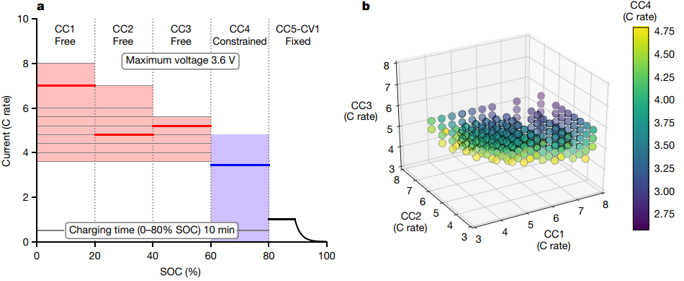 a
CC1
Free
CC2
Free
CC3
Free
CC4
Constrained
CC5-CV1
Fixed
Maximum voltage 3.6 V
Charging time (0–80% SOC) 10 min
Current (C rate)
10
8
6
4
2
0
0
20
40
60
80
100
SOC (%)
b
CC3
(C rate)
8
7
6
5
4
3
CC2
(C rate)
8
7
6
5
4
3
CC1
(C rate)
3
4
5
6
7
8
CC4
(C rate)
4.75
4.50
4.25
4.00
3.75
3.50
3.25
3.00
2.75